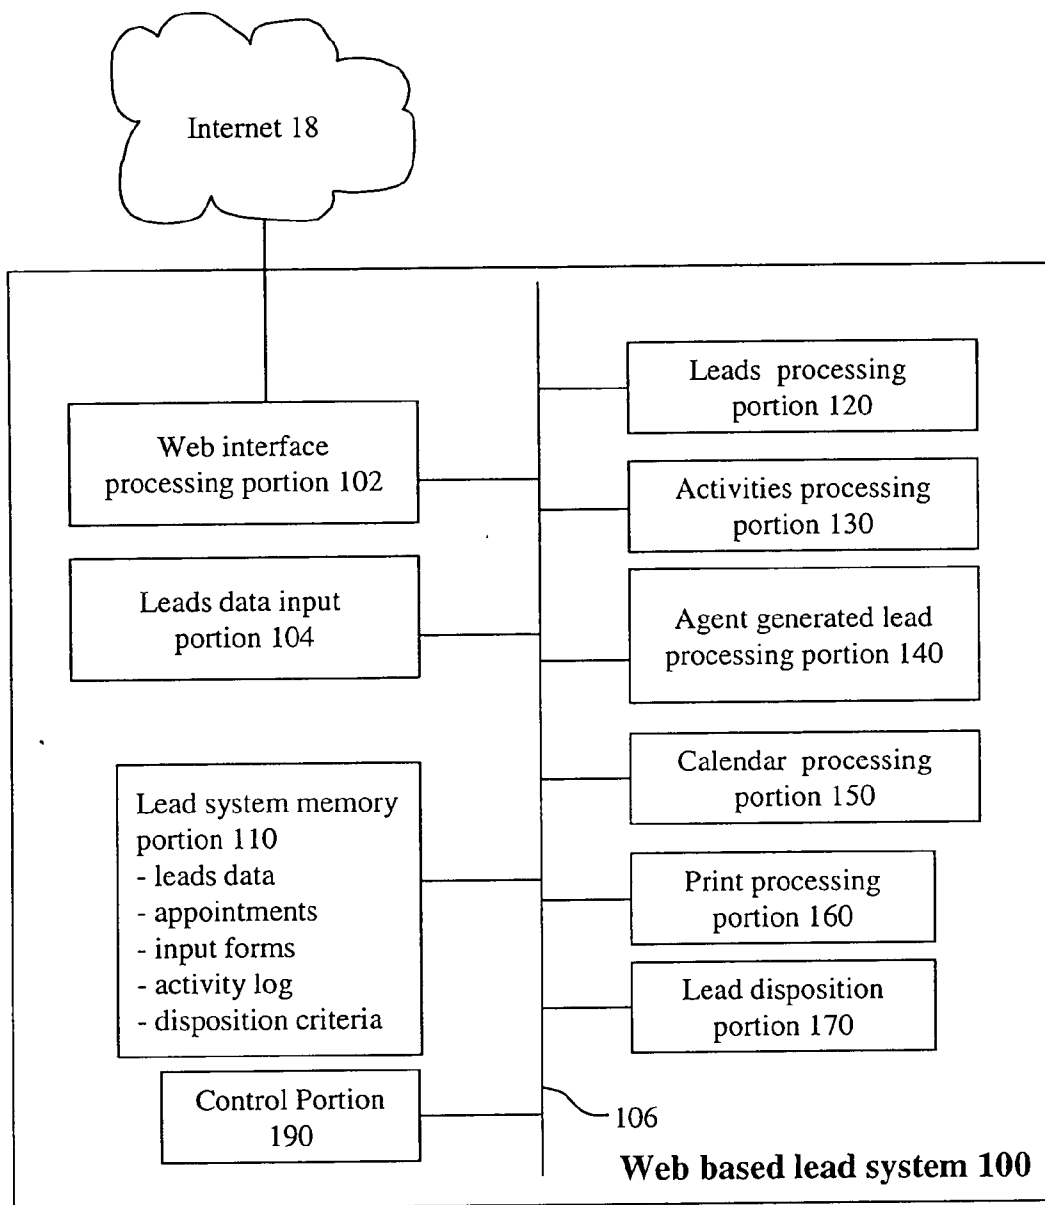 Internet 18
Web interface
processing portion 102
Leads data input
portion 104
Lead system memory
portion 110
- leads data
- appointments
- input forms
- activity log
- disposition criteria
Control Portion
190
Leads processing
portion 120
Activities processing
portion 130
Agent generated lead
processing portion 140
Calendar processing
portion 150
Print processing
portion 160
Lead disposition
portion 170
106
Web based lead system 100